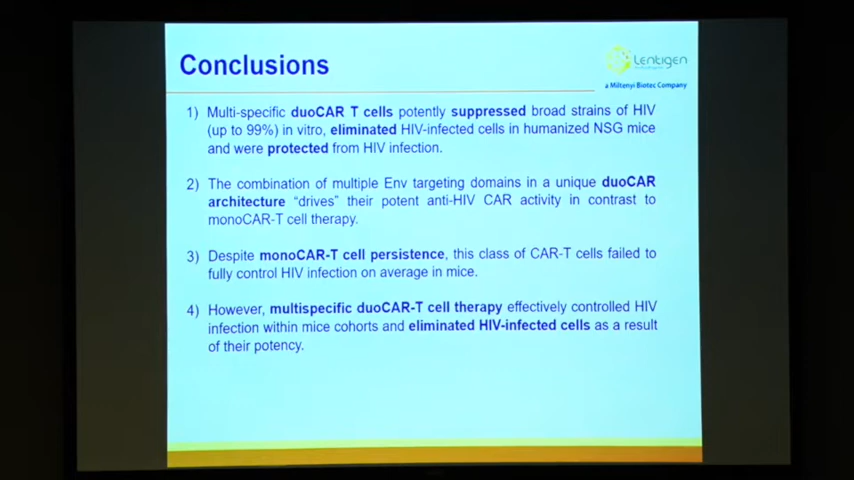 Conclusions
Lentigen
a Miltenyi Biotec Company
1) Multi-specific duoCAR T cells potently suppressed broad strains of HIV
(up to 99%) in vitro, eliminated HIV-infected cells in humanized NSG mice
and were protected from HIV infection.
2) The combination of multiple Env targeting domains in a unique duoCAR
architecture "drives" their potent anti-HIV CAR activity in contrast to
monoCAR-T cell therapy.
3) Despite monoCAR-T cell persistence, this class of CAR-T cells failed to
fully control HIV infection on average in mice.
4) However, multispecific duoCAR-T cell therapy effectively controlled HIV
infection within mice cohorts and eliminated HIV-infected cells as a result
of their potency.